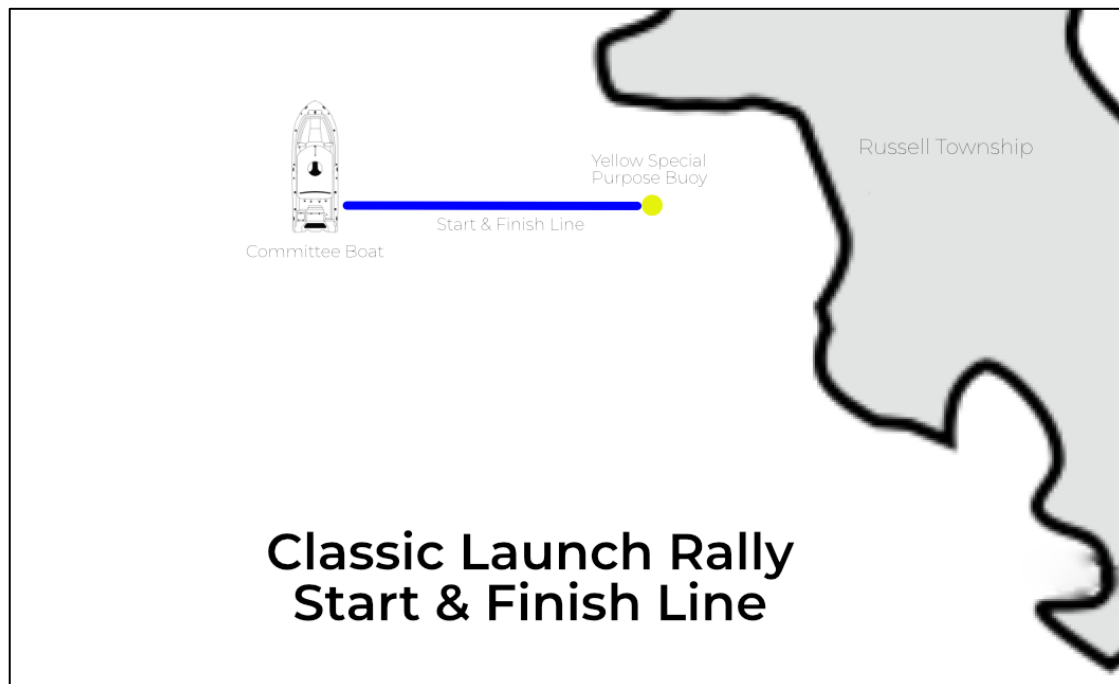 Russell Township
Yellow Special
Purpose Buoy
Start & Finish Line
Committee Boat
Classic Launch Rally
Start & Finish Line